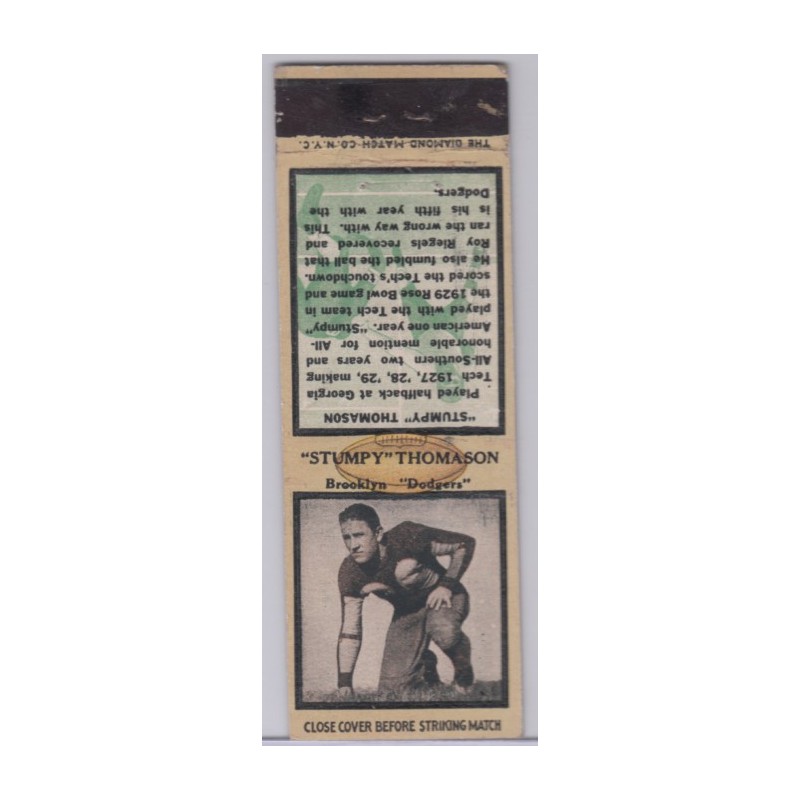 THE DIAMOND MATCH CO. N.Y.C.
"STUMPY" THOMASON
Played halfback at Georgia
Tech 1927, '28, '29, making
All-Southern two years and
honorable mention for All-
American one year. "Stumpy"
played with the Tech team in
the 1929 Rose Bowl game and
scored the Tech's touchdown.
He also fumbled the ball that
Roy Riegels recovered and
ran the wrong way with. This
is his fifth year with the
Dodgers.
"STUMPY" THOMASON
Brooklyn "Dodgers"
CLOSE COVER BEFORE STRIKING MATCH